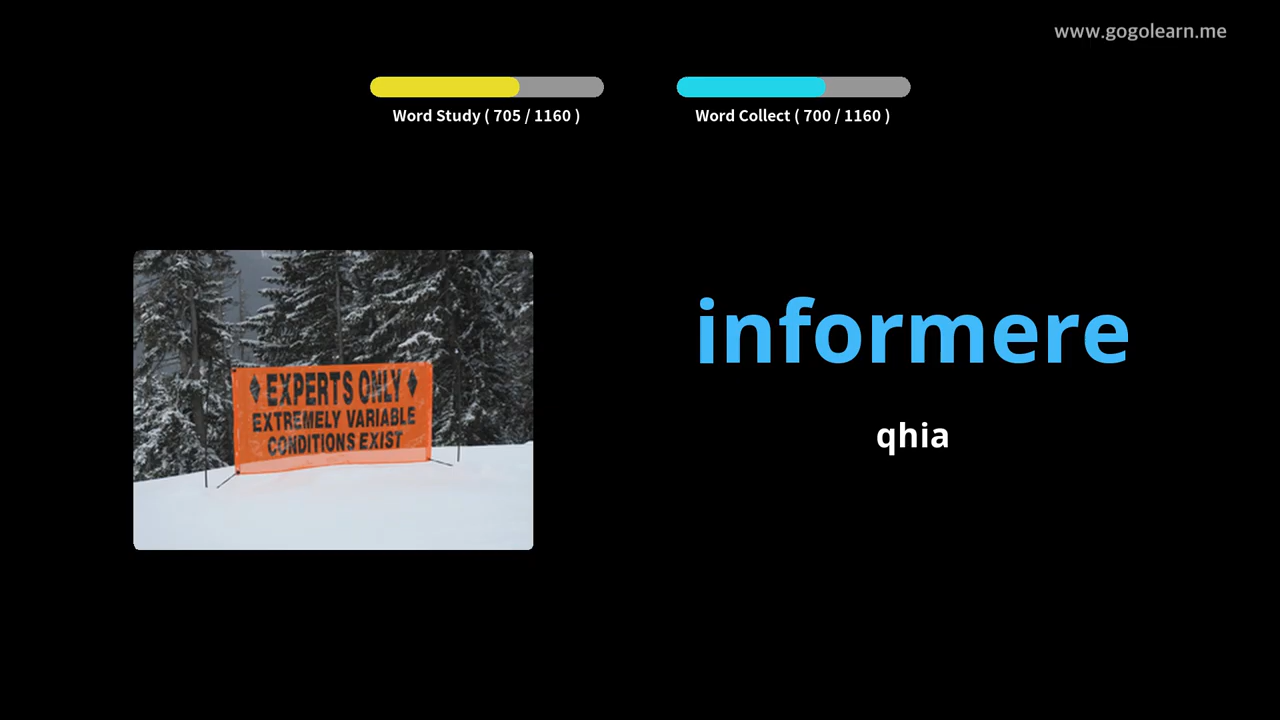 www.gogolearn.me
Word Study ( 705 / 1160 )
Word Collect ( 700 / 1160 )
EXPERTS ONLY
EXTREMELY VARIABLE
CONDITIONS EXIST
informere
qhia